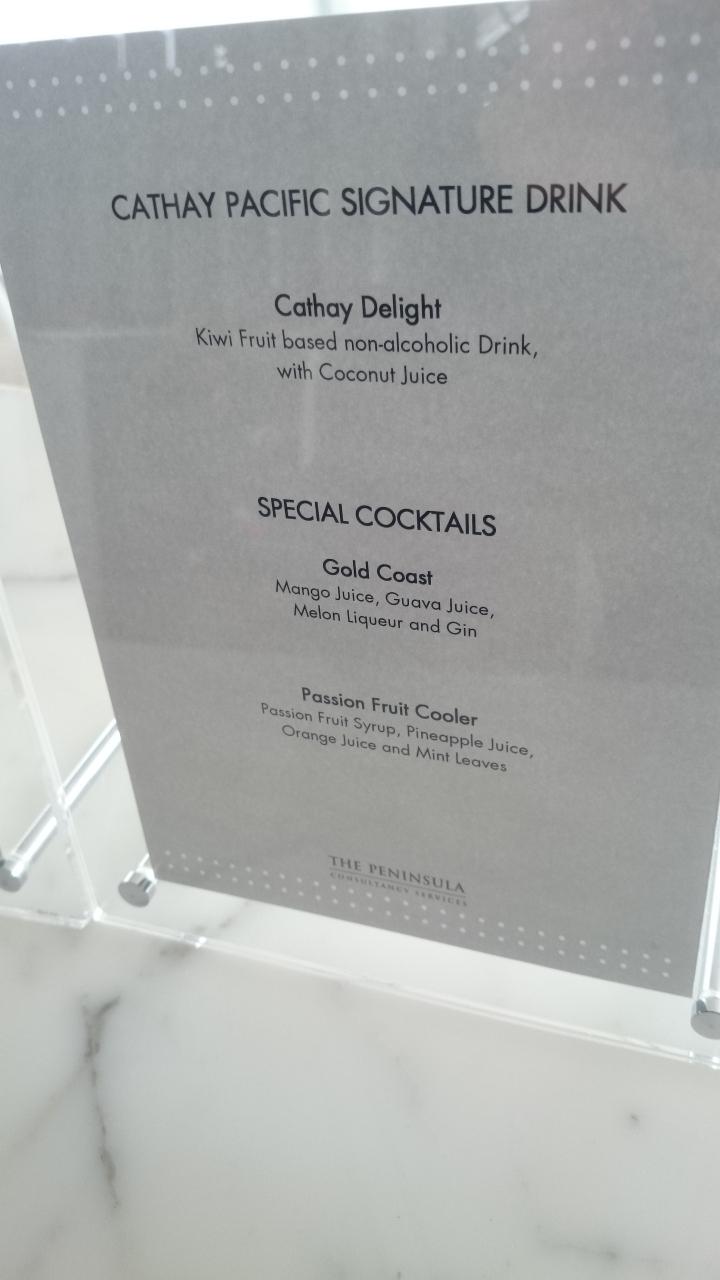 CATHAY PACIFIC SIGNATURE DRINK
Cathay Delight
Kiwi Fruit based non-alcoholic Drink,
with Coconut Juice
SPECIAL COCKTAILS
Gold Coast
Mango Juice, Guava Juice,
Melon Liqueur and Gin
Passion Fruit Cooler
Passion Fruit Syrup, Pineapple Juice,
Orange Juice and Mint Leaves
THE PENINSULA
CONSULTANCY SERVICES